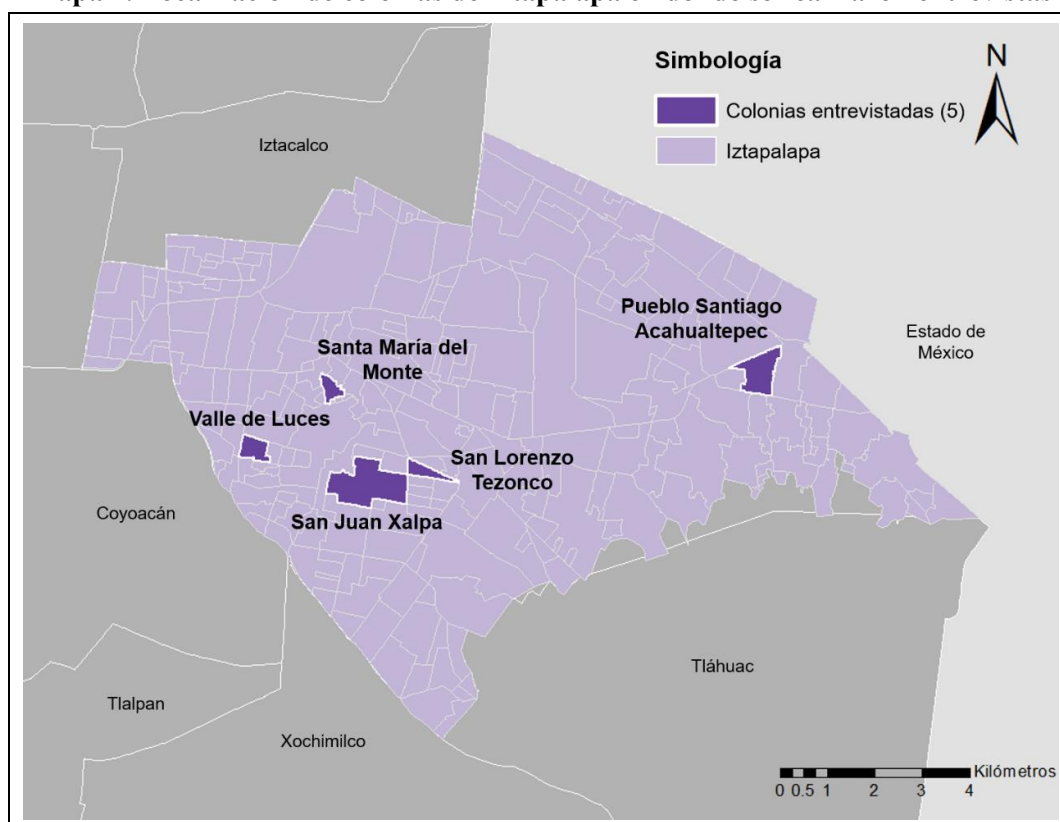 Simbología
Colonias entrevistadas (5)
Iztapalapa
N
Iztacalco
Pueblo Santiago
Acahualtepec
Estado de
México
Santa María del
Monte
Valle de Luces
San Lorenzo
Tezonco
San Juan Xalpa
Coyoacán
Tláhuac
Tlalpan
Xochimilco
Kilómetros
0 0.5 1 2 3 4